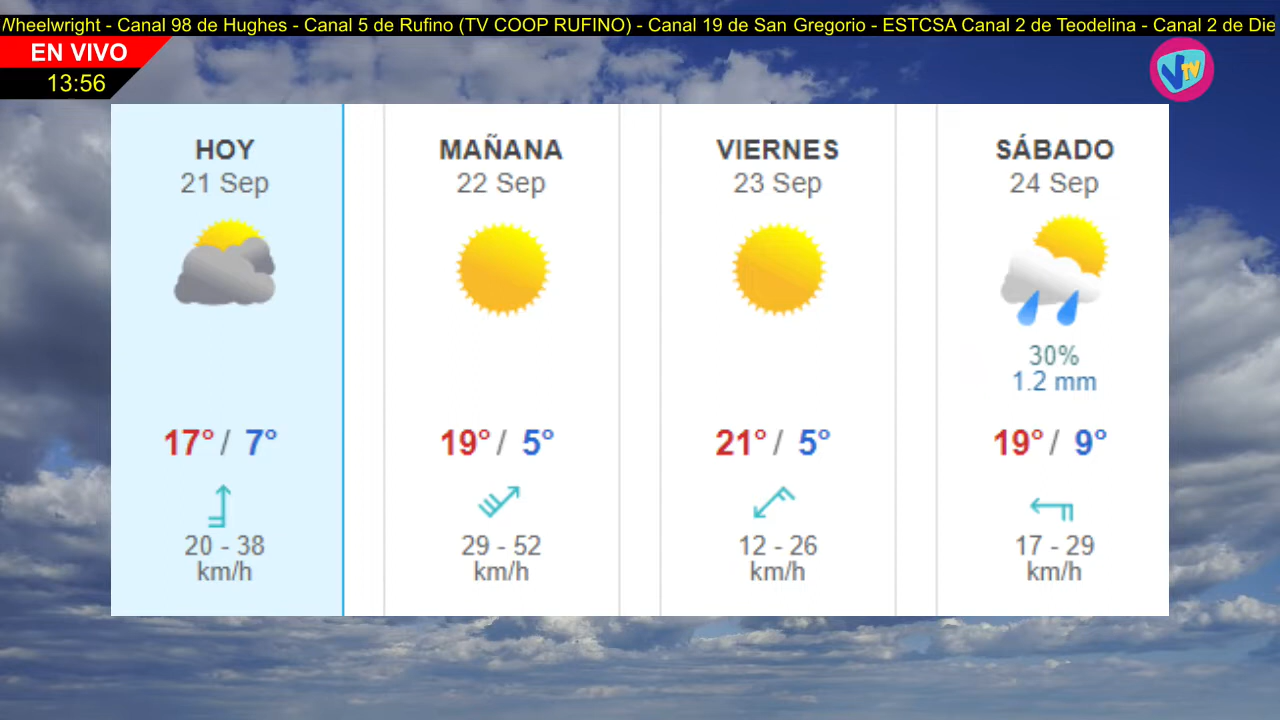 Wheelwright - Canal 98 de Hughes - Canal 5 de Rufino (TV COOP RUFINO) - Canal 19 de San Gregorio - ESTCSA Canal 2 de Teodelina - Canal 2 de Die
EN VIVO
13:56
VTV
HOY
21 Sep
17° / 7°
20 - 38
km/h
MAÑANA
22 Sep
19° / 5°
29 - 52
km/h
VIERNES
23 Sep
21° / 5°
12 - 26
km/h
SÁBADO
24 Sep
30%
1.2 mm
19° / 9°
17 - 29
km/h